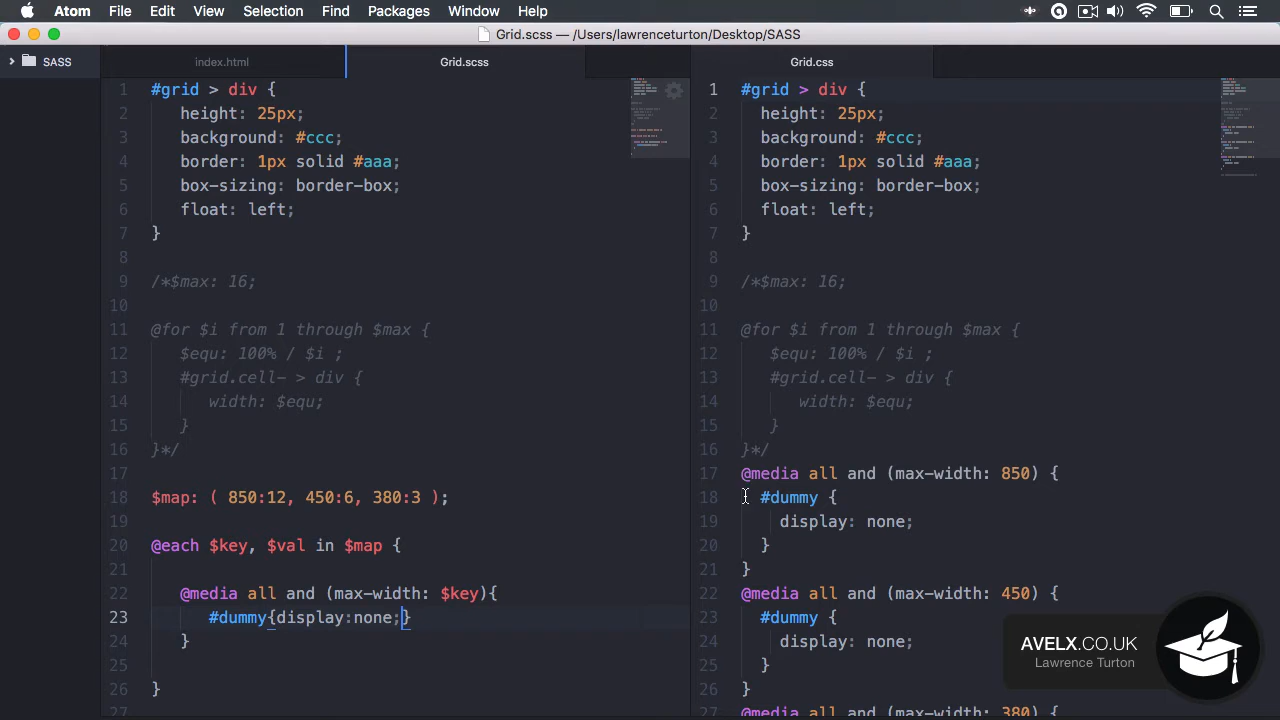 Atom File Edit View Selection Find Packages Window Help
Grid.scss — /Users/lawrenceturton/Desktop/SASS
SASS
index.html
Grid.scss
1 #grid > div {
2 height: 25px;
3 background: #ccc;
4 border: 1px solid #aaa;
5 box-sizing: border-box;
6 float: left;
7 }
8
9 /*$max: 16;
10
11 @for $i from 1 through $max {
12 $equ: 100% / $i ;
13 #grid.cell- > div {
14 width: $equ;
15 }
16 }*/
17
18 $map: ( 850:12, 450:6, 380:3 );
19
20 @each $key, $val in $map {
21
22 @media all and (max-width: $key){
23 #dummy{display:none;}
24 }
25
26 }
27
Grid.css
1 #grid > div {
2 height: 25px;
3 background: #ccc;
4 border: 1px solid #aaa;
5 box-sizing: border-box;
6 float: left;
7 }
8
9 /*$max: 16;
10
11 @for $i from 1 through $max {
12 $equ: 100% / $i ;
13 #grid.cell- > div {
14 width: $equ;
15 }
16 }*/
17 @media all and (max-width: 850) {
18 #dummy {
19 display: none;
20 }
21 }
22 @media all and (max-width: 450) {
23 #dummy {
24 display: none;
25 }
26 }
27 @media all and (max-width: 380) {
AVELX.CO.UK
Lawrence Turton